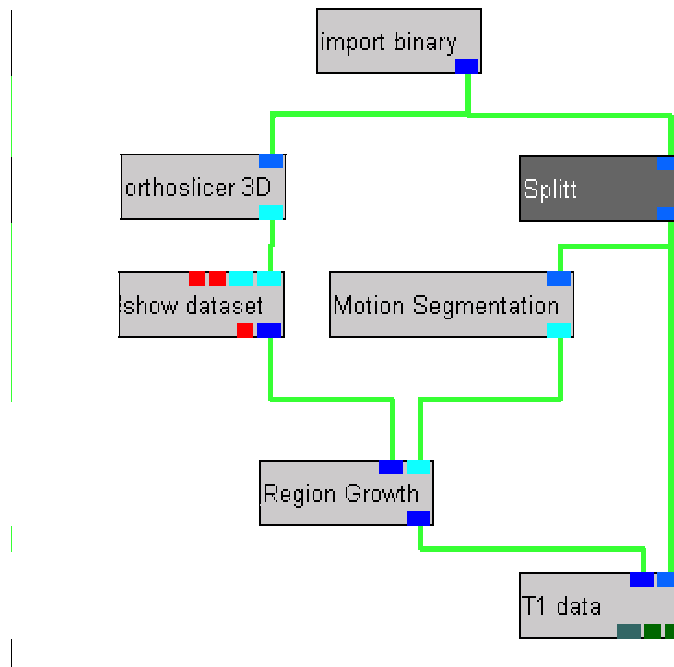 import binary
orthoslicer 3D
Splitt
show dataset
Motion Segmentation
Region Growth
T1 data